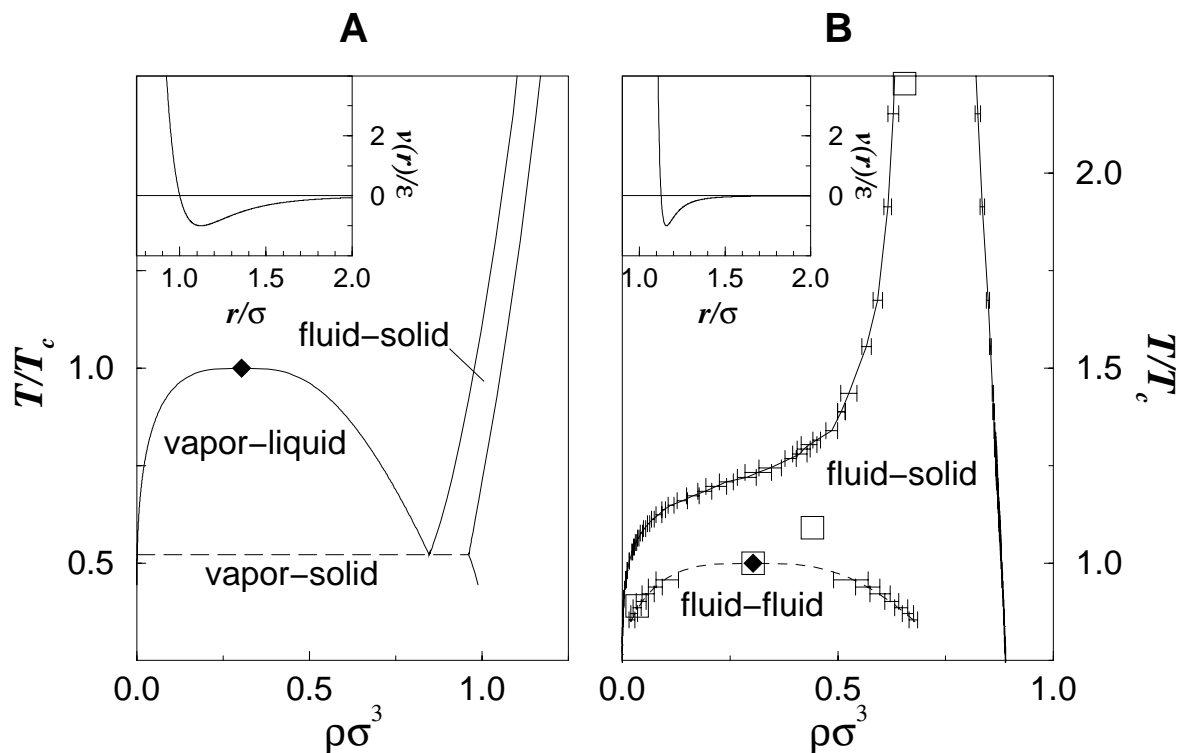 A
2
0
v(r)/ε
1.0 1.5 2.0
r/σ
fluid–solid
T/Tc
1.0
vapor–liquid
0.5
vapor–solid
0.0 0.5 1.0
ρσ³
B
2
0
v(r)/ε
1.0 1.5 2.0
r/σ
2.0
1.5
T/Tc
fluid–solid
1.0
fluid–fluid
0.0 0.5 1.0
ρσ³